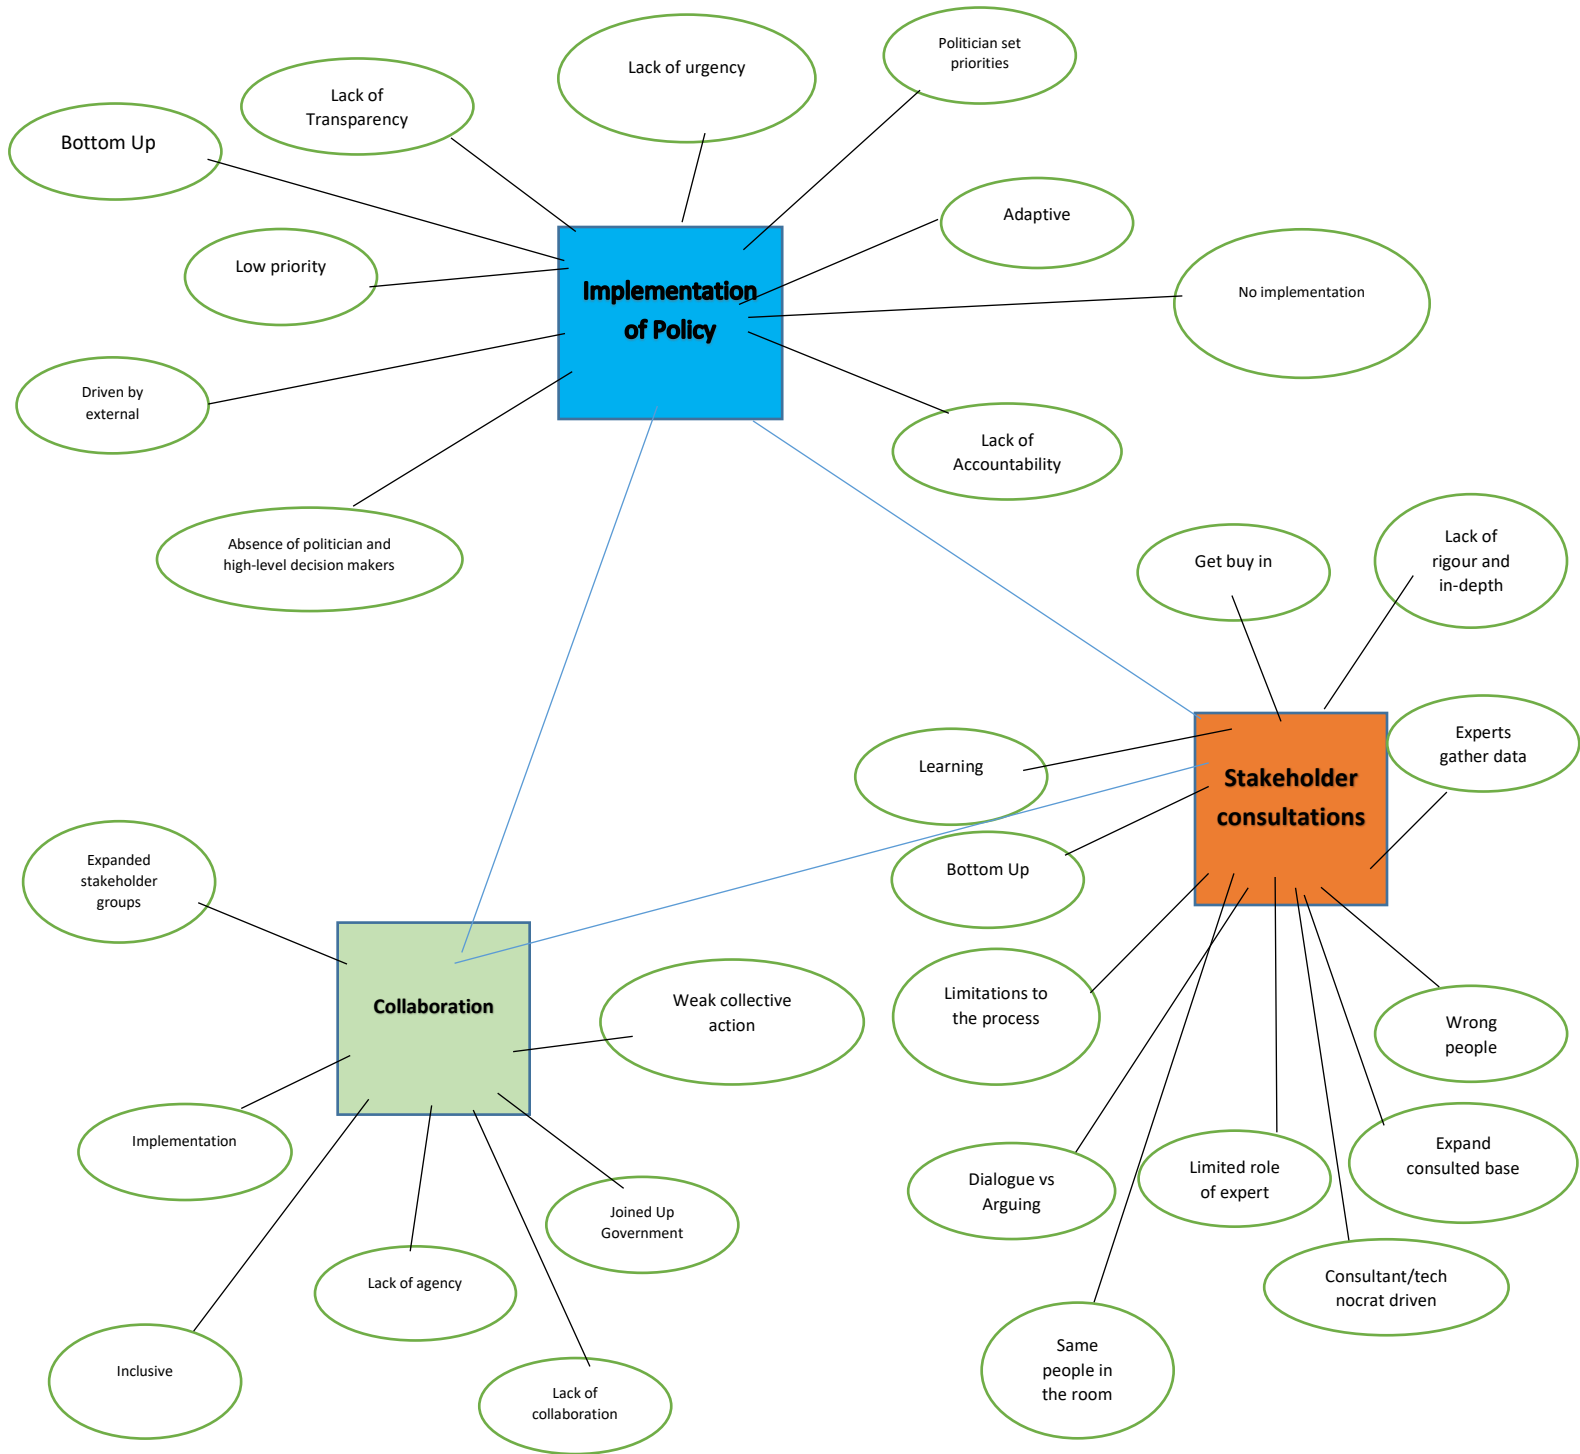 Politician set
priorities
Lack of urgency
Lack of
Transparency
Bottom Up
Adaptive
Low priority
Implementation
of Policy
No implementation
Driven by
external
Lack of
Accountability
Absence of politician and
high-level decision makers
Get buy in
Lack of
rigour and
in-depth
Experts
gather data
Learning
Stakeholder
consultations
Bottom Up
Expanded
stakeholder
groups
Collaboration
Weak collective
action
Limitations to
the process
Wrong
people
Implementation
Dialogue vs
Arguing
Limited role
of expert
Expand
consulted base
Joined Up
Government
Lack of agency
Consultant/tech
nocrat driven
Inclusive
Same
people in
the room
Lack of
collaboration